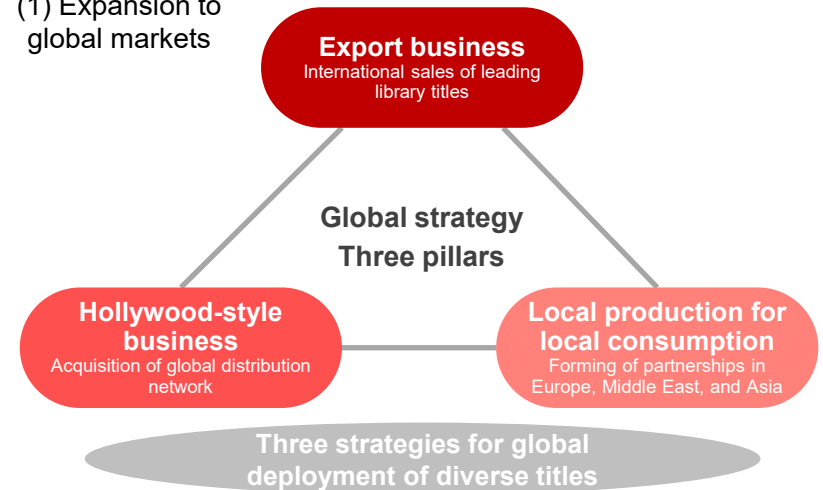 (1) Expansion to
global markets
Export business
International sales of leading
library titles
Global strategy
Three pillars
Hollywood-style
business
Acquisition of global distribution
network
Local production for
local consumption
Forming of partnerships in
Europe, Middle East, and Asia
Three strategies for global
deployment of diverse titles